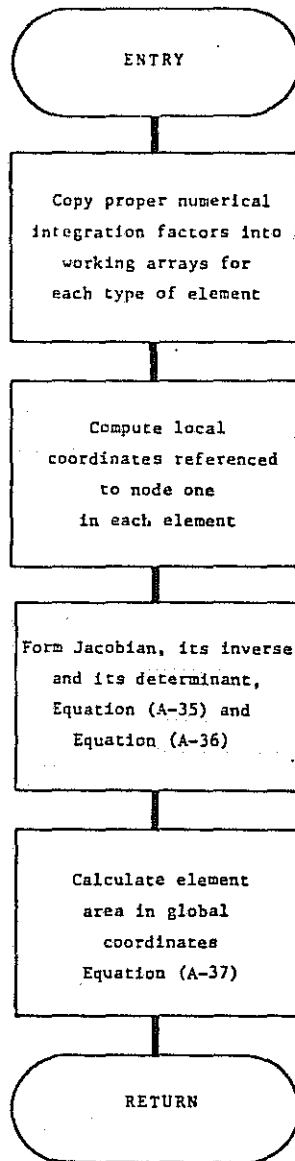 ENTRY
Copy proper numerical
integration factors into
working arrays for
each type of element
Compute local
coordinates referenced
to node one
in each element
Form Jacobian, its inverse
and its determinant,
Equation (A-35) and
Equation (A-36)
Calculate element
area in global
coordinates
Equation (A-37)
RETURN